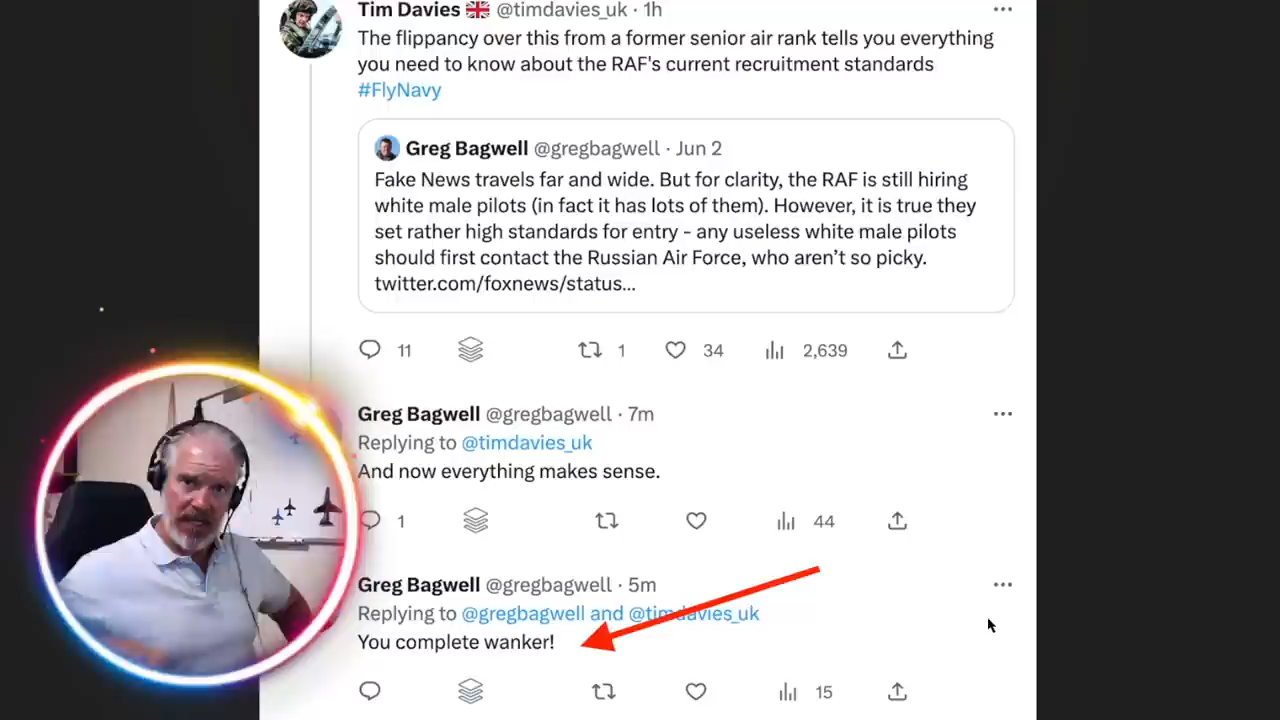 Tim Davies 🇬🇧 @timdavies_uk · 1h
The flippancy over this from a former senior air rank tells you everything
you need to know about the RAF's current recruitment standards
#FlyNavy
Greg Bagwell @gregbagwell · Jun 2
Fake News travels far and wide. But for clarity, the RAF is still hiring
white male pilots (in fact it has lots of them). However, it is true they
set rather high standards for entry - any useless white male pilots
should first contact the Russian Air Force, who aren’t so picky.
twitter.com/foxnews/status...
11 1 34 2,639
Greg Bagwell @gregbagwell · 7m
Replying to @timdavies_uk
And now everything makes sense.
1 44
Greg Bagwell @gregbagwell · 5m
Replying to @gregbagwell and @timdavies_uk
You complete wanker!
15